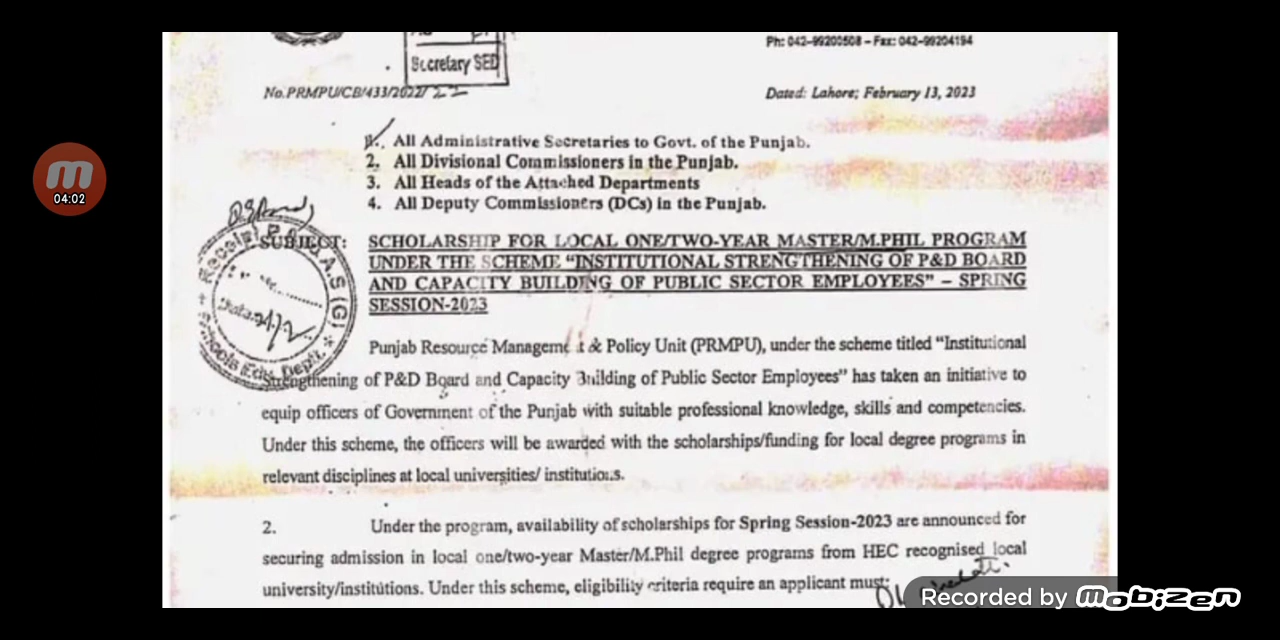 Ph: 042-99200508 – Fax: 042-99204194
Secretary SED
No.PRMPU/CB/433/2022/22
Dated: Lahore; February 13, 2023
04:02
1. All Administrative Secretaries to Govt. of the Punjab.
2. All Divisional Commissioners in the Punjab.
3. All Heads of the Attached Departments
4. All Deputy Commissioners (DCs) in the Punjab.
SUBJECT: SCHOLARSHIP FOR LOCAL ONE/TWO-YEAR MASTER/M.PHIL PROGRAM
UNDER THE SCHEME “INSTITUTIONAL STRENGTHENING OF P&D BOARD
AND CAPACITY BUILDING OF PUBLIC SECTOR EMPLOYEES” – SPRING
SESSION-2023
Schools Edu. Deptt.
Punjab Resource Management & Policy Unit (PRMPU), under the scheme titled “Institutional
Strengthening of P&D Board and Capacity Building of Public Sector Employees” has taken an initiative to
equip officers of Government of the Punjab with suitable professional knowledge, skills and competencies.
Under this scheme, the officers will be awarded with the scholarships/funding for local degree programs in
relevant disciplines at local universities/ institutions.
2. Under the program, availability of scholarships for Spring Session-2023 are announced for
securing admission in local one/two-year Master/M.Phil degree programs from HEC recognised local
university/institutions. Under this scheme, eligibility criteria require an applicant must:
Recorded by mobizen